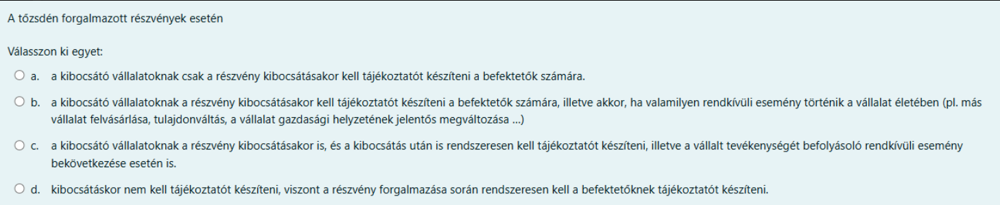 A tőzsdén forgalmazott részvények esetén
Válasszon ki egyet:
a. a kibocsátó vállalatoknak csak a részvény kibocsátásakor kell tájékoztatót készíteni a befektetők számára.
b. a kibocsátó vállalatoknak a részvény kibocsátásakor kell tájékoztatót készíteni a befektetők számára, illetve akkor, ha valamilyen rendkívüli esemény történik a vállalat életében (pl. más
vállalat felvásárlása, tulajdonváltás, a vállalat gazdasági helyzetének jelentős megváltozása ...)
c. a kibocsátó vállalatoknak a részvény kibocsátásakor is, és a kibocsátás után is rendszeresen kell tájékoztatót készíteni, illetve a vállalt tevékenységét befolyásoló rendkívüli esemény
bekövetkezése esetén is.
d. kibocsátáskor nem kell tájékoztatót készíteni, viszont a részvény forgalmazása során rendszeresen kell a befektetőknek tájékoztatót készíteni.